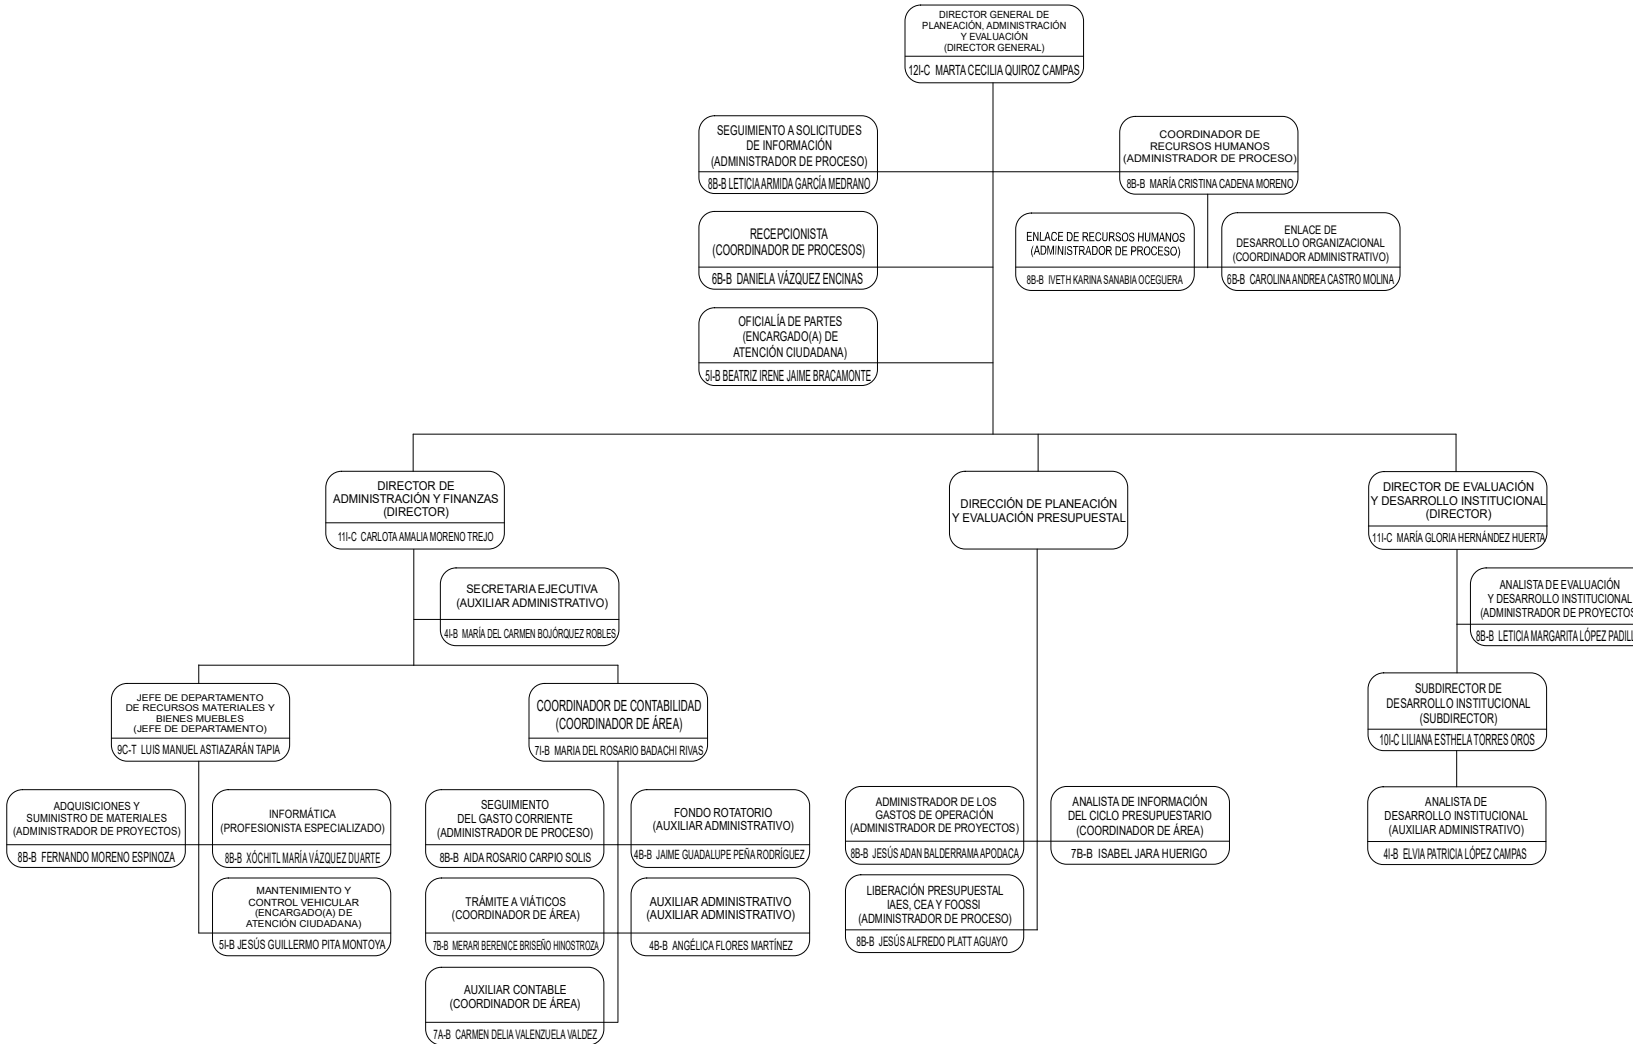 DIRECTOR GENERAL DE
PLANEACIÓN, ADMINISTRACIÓN
Y EVALUACIÓN
(DIRECTOR GENERAL)
12I-C MARTA CECILIA QUIROZ CAMPAS
SEGUIMIENTO A SOLICITUDES
DE INFORMACIÓN
(ADMINISTRADOR DE PROCESO)
8B-B LETICIA ARMIDA GARCÍA MEDRANO
COORDINADOR DE
RECURSOS HUMANOS
(ADMINISTRADOR DE PROCESO)
8B-B MARÍA CRISTINA CADENA MORENO
RECEPCIONISTA
(COORDINADOR DE PROCESOS)
6B-B DANIELA VÁZQUEZ ENCINAS
ENLACE DE RECURSOS HUMANOS
(ADMINISTRADOR DE PROCESO)
8B-B IVETH KARINA SANABIA OCEGUERA
ENLACE DE
DESARROLLO ORGANIZACIONAL
(COORDINADOR ADMINISTRATIVO)
6B-B CAROLINA ANDREA CASTRO MOLINA
OFICIALÍA DE PARTES
(ENCARGADO(A) DE
ATENCIÓN CIUDADANA)
5I-B BEATRIZ IRENE JAIME BRACAMONTE
DIRECTOR DE
ADMINISTRACIÓN Y FINANZAS
(DIRECTOR)
11I-C CARLOTA AMALIA MORENO TREJO
DIRECCIÓN DE PLANEACIÓN
Y EVALUACIÓN PRESUPUESTAL
DIRECTOR DE EVALUACIÓN
Y DESARROLLO INSTITUCIONAL
(DIRECTOR)
11I-C MARÍA GLORIA HERNÁNDEZ HUERTA
SECRETARIA EJECUTIVA
(AUXILIAR ADMINISTRATIVO)
4I-B MARÍA DEL CARMEN BOJÓRQUEZ ROBLES
ANALISTA DE EVALUACIÓN
Y DESARROLLO INSTITUCIONAL
(ADMINISTRADOR DE PROYECTOS
8B-B LETICIA MARGARITA LÓPEZ PADILL
JEFE DE DEPARTAMENTO
DE RECURSOS MATERIALES Y
BIENES MUEBLES
(JEFE DE DEPARTAMENTO)
9C-T LUIS MANUEL ASTIAZARÁN TAPIA
COORDINADOR DE CONTABILIDAD
(COORDINADOR DE ÁREA)
7I-B MARIA DEL ROSARIO BADACHI RIVAS
SUBDIRECTOR DE
DESARROLLO INSTITUCIONAL
(SUBDIRECTOR)
10I-C LILIANA ESTHELA TORRES OROS
ADQUISICIONES Y
SUMINISTRO DE MATERIALES
(ADMINISTRADOR DE PROYECTOS)
8B-B FERNANDO MORENO ESPINOZA
INFORMÁTICA
(PROFESIONISTA ESPECIALIZADO)
8B-B XÓCHITL MARÍA VÁZQUEZ DUARTE
SEGUIMIENTO
DEL GASTO CORRIENTE
(ADMINISTRADOR DE PROCESO)
8B-B AIDA ROSARIO CARPIO SOLIS
FONDO ROTATORIO
(AUXILIAR ADMINISTRATIVO)
4B-B JAIME GUADALUPE PEÑA RODRÍGUEZ
ADMINISTRADOR DE LOS
GASTOS DE OPERACIÓN
(ADMINISTRADOR DE PROYECTOS)
8B-B JESÚS ADAN BALDERRAMA APODACA
ANALISTA DE INFORMACIÓN
DEL CICLO PRESUPUESTARIO
(COORDINADOR DE ÁREA)
7B-B ISABEL JARA HUERIGO
ANALISTA DE
DESARROLLO INSTITUCIONAL
(AUXILIAR ADMINISTRATIVO)
4I-B ELVIA PATRICIA LÓPEZ CAMPAS
MANTENIMIENTO Y
CONTROL VEHICULAR
(ENCARGADO(A) DE
ATENCIÓN CIUDADANA)
5I-B JESÚS GUILLERMO PITA MONTOYA
TRÁMITE A VIÁTICOS
(COORDINADOR DE ÁREA)
7B-B MERARI BERENICE BRISEÑO HINOSTROZA
AUXILIAR ADMINISTRATIVO
(AUXILIAR ADMINISTRATIVO)
4B-B ANGÉLICA FLORES MARTÍNEZ
LIBERACIÓN PRESUPUESTAL
IAES, CEA Y FOOSSI
(ADMINISTRADOR DE PROCESO)
8B-B JESÚS ALFREDO PLATT AGUAYO
AUXILIAR CONTABLE
(COORDINADOR DE ÁREA)
7A-B CARMEN DELIA VALENZUELA VALDEZ